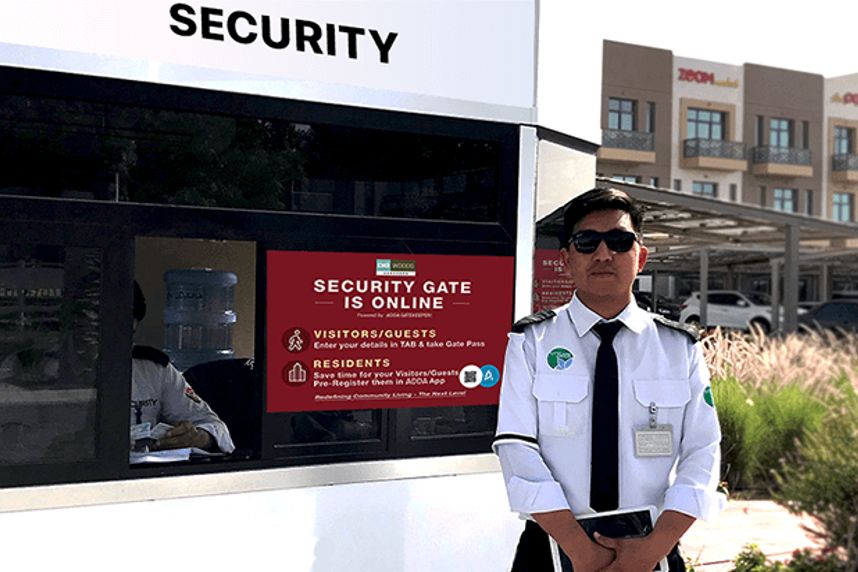 SECURITY
ZOOM
WOODS
SECURITY GATE
IS ONLINE
Powered By ADDA GATEKEEPER
VISITORS/GUESTS
Enter your details in TAB & take Gate Pass
RESIDENTS
Save time for your Visitors/Guests
Pre-Register them in ADDA App
Redefining Community Living - The Next Level
A
SECURITY